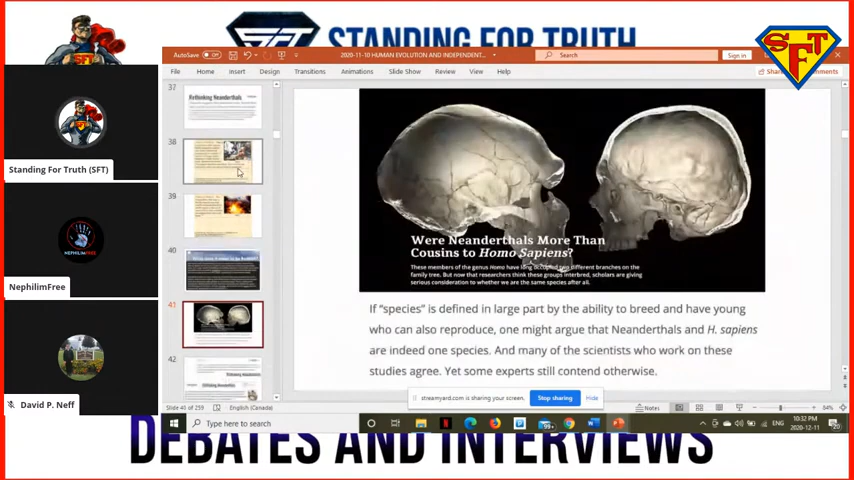 STANDING FOR TRUTH
SFT
SFT
AutoSave Off
2020-11-10 HUMAN EVOLUTION AND INDEPENDENT...
Search
Sign in
File Home Insert Design Transitions Animations Slide Show Review View Help
Share
Comments
37
Rethinking Neanderthals
38
39
40
41
42
Standing For Truth (SFT)
NEPHILIMFREE
NephilimFree
David P. Neff
Were Neanderthals More Than
Cousins to Homo Sapiens?
These members of the genus Homo have long occupied two different branches on the
family tree. But now that researchers think these groups interbred, scholars are giving
serious consideration to whether we are the same species after all.
If “species” is defined in large part by the ability to breed and have young
who can also reproduce, one might argue that Neanderthals and H. sapiens
are indeed one species. And many of the scientists who work on these
studies agree. Yet some experts still contend otherwise.
streamyard.com is sharing your screen.
Stop sharing
Hide
Slide 41 of 259
English (Canada)
Notes
84%
Type here to search
99+
ENG
10:32 PM
2020-12-11
DEBATES AND INTERVIEWS